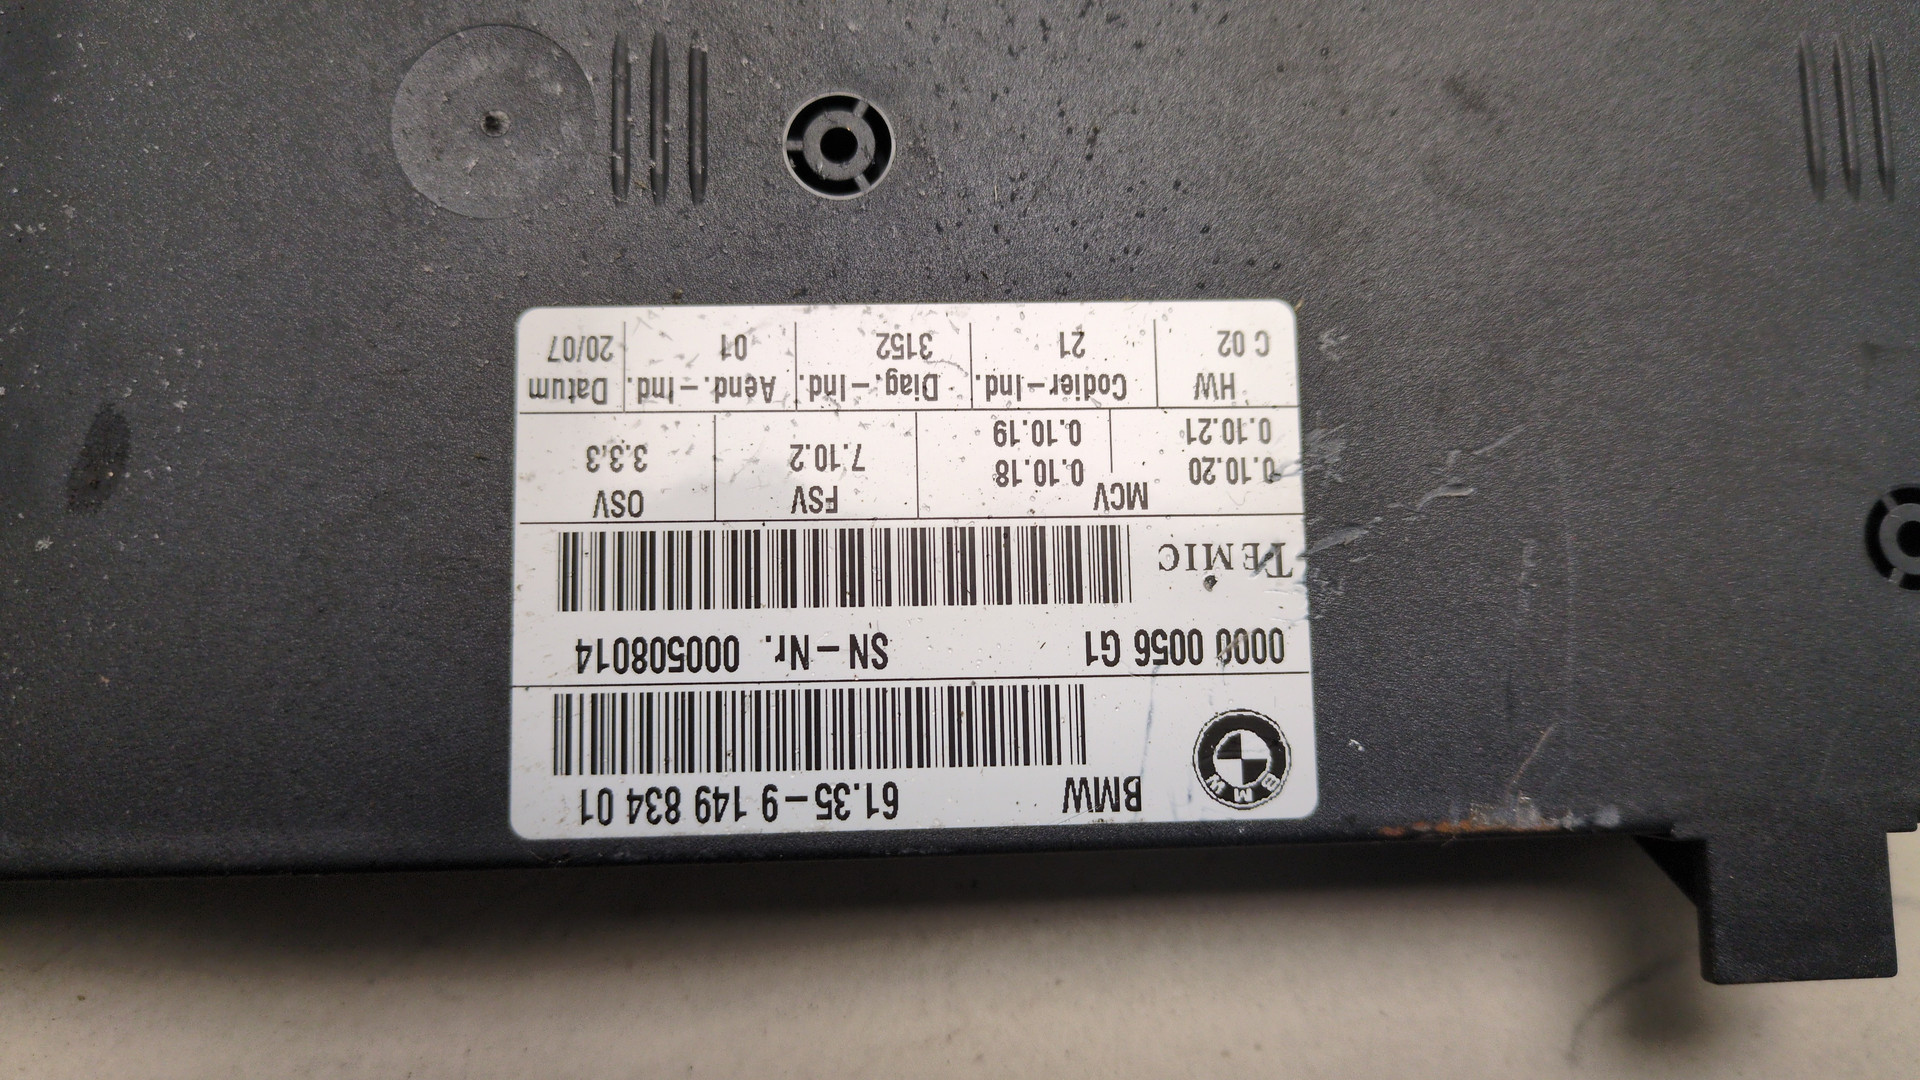 BMW 61.35-9 149 834 01
BMW
0000 0056 G1 SN-Nr. 000508014
TEMIC
MCV FSV OSV
0.10.20 0.10.18 7.10.2 3.3.3
0.10.21 0.10.19
HW Codier-Ind. Diag.-Ind. Aend.-Ind. Datum
C 02 21 3152 01 20/07